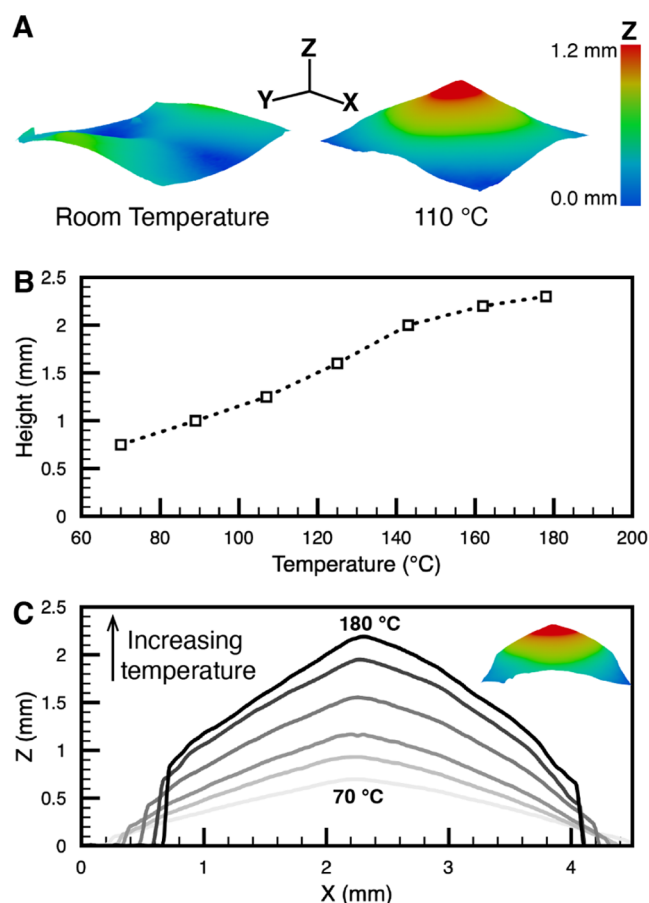 A
Z
1.2 mm
0.0 mm
Z
Y
X
Room Temperature
110 °C
B
2.5
2
1.5
1
0.5
0
Height (mm)
60
80
100
120
140
160
180
200
Temperature (°C)
C
2.5
2
1.5
1
0.5
0
Z (mm)
Increasing
temperature
180 °C
70 °C
0
1
2
3
4
X (mm)